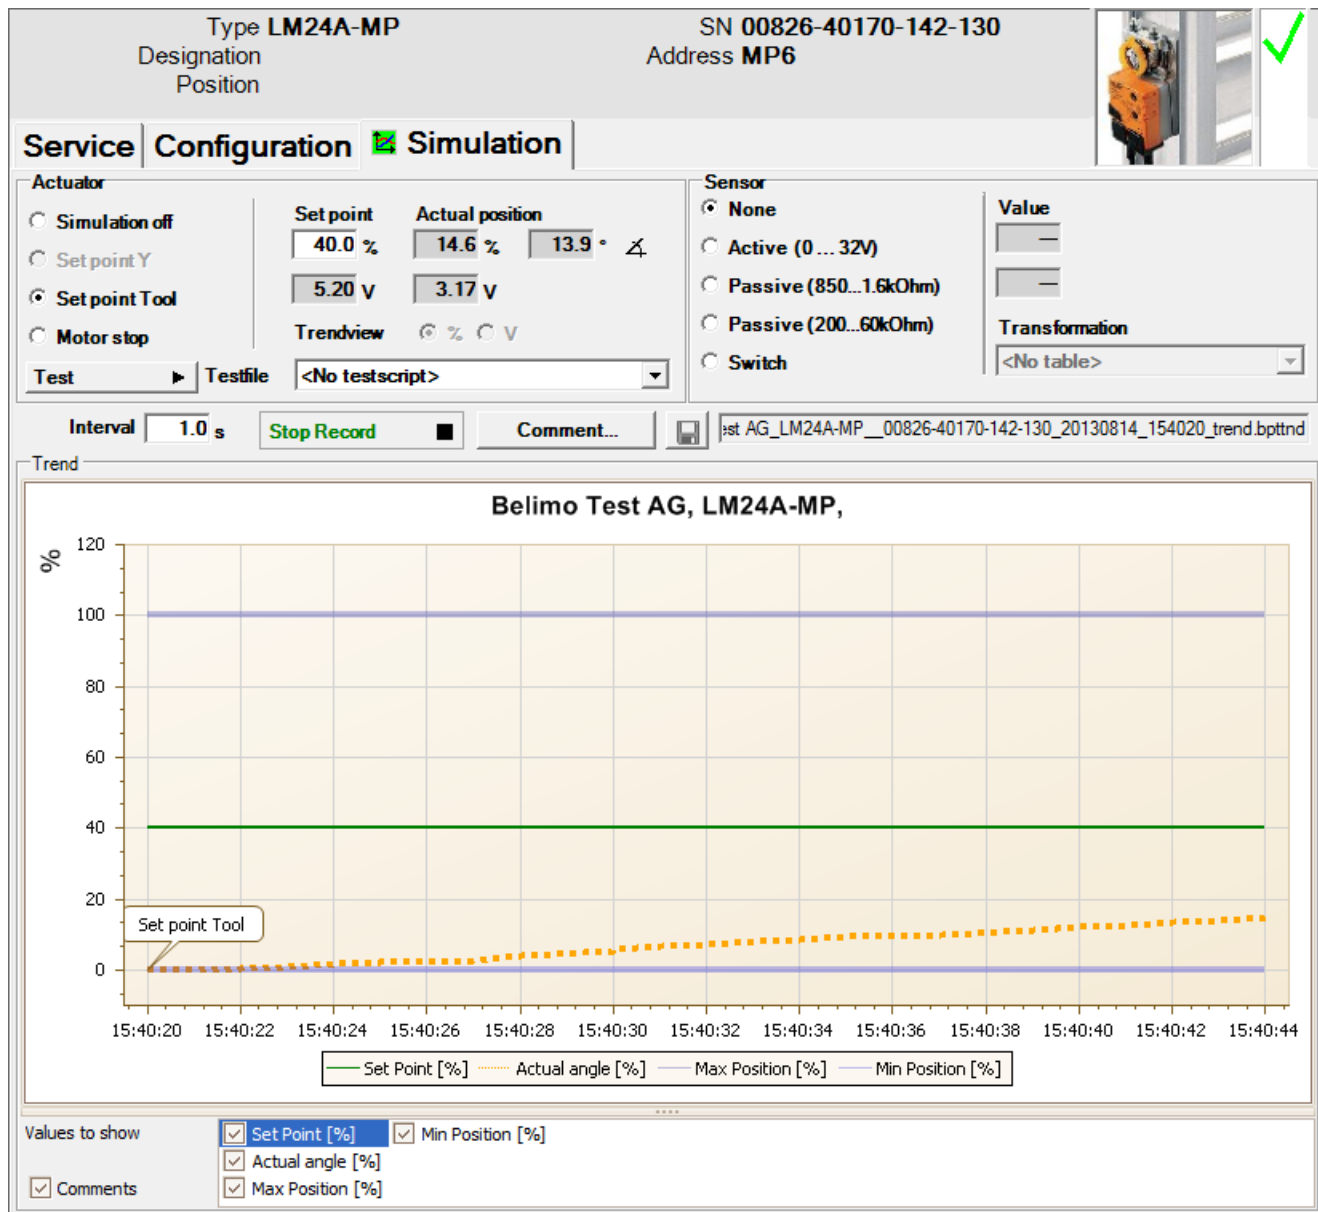 Type LM24A-MP SN 00826-40170-142-130
Designation Address MP6
Position
Service Configuration Simulation
Actuator
Simulation off
Set point Y
Set point Tool
Motor stop
Set point Actual position
40.0 % 14.6 % 13.9 °
5.20 V 3.17 V
Trendview % V
Test Testfile <No testscript>
Sensor
None
Active (0 ... 32V)
Passive (850...1.6kOhm)
Passive (200...60kOhm)
Switch
Value
—
—
Transformation
<No table>
Interval 1.0 s Stop Record Comment... est AG_LM24A-MP__00826-40170-142-130_20130814_154020_trend.bpttnd
Trend
Belimo Test AG, LM24A-MP,
%
120
100
80
60
40
20
0
Set point Tool
15:40:20 15:40:22 15:40:24 15:40:26 15:40:28 15:40:30 15:40:32 15:40:34 15:40:36 15:40:38 15:40:40 15:40:42 15:40:44
Set Point [%] Actual angle [%] Max Position [%] Min Position [%]
Values to show Set Point [%] Min Position [%]
Actual angle [%]
Comments Max Position [%]